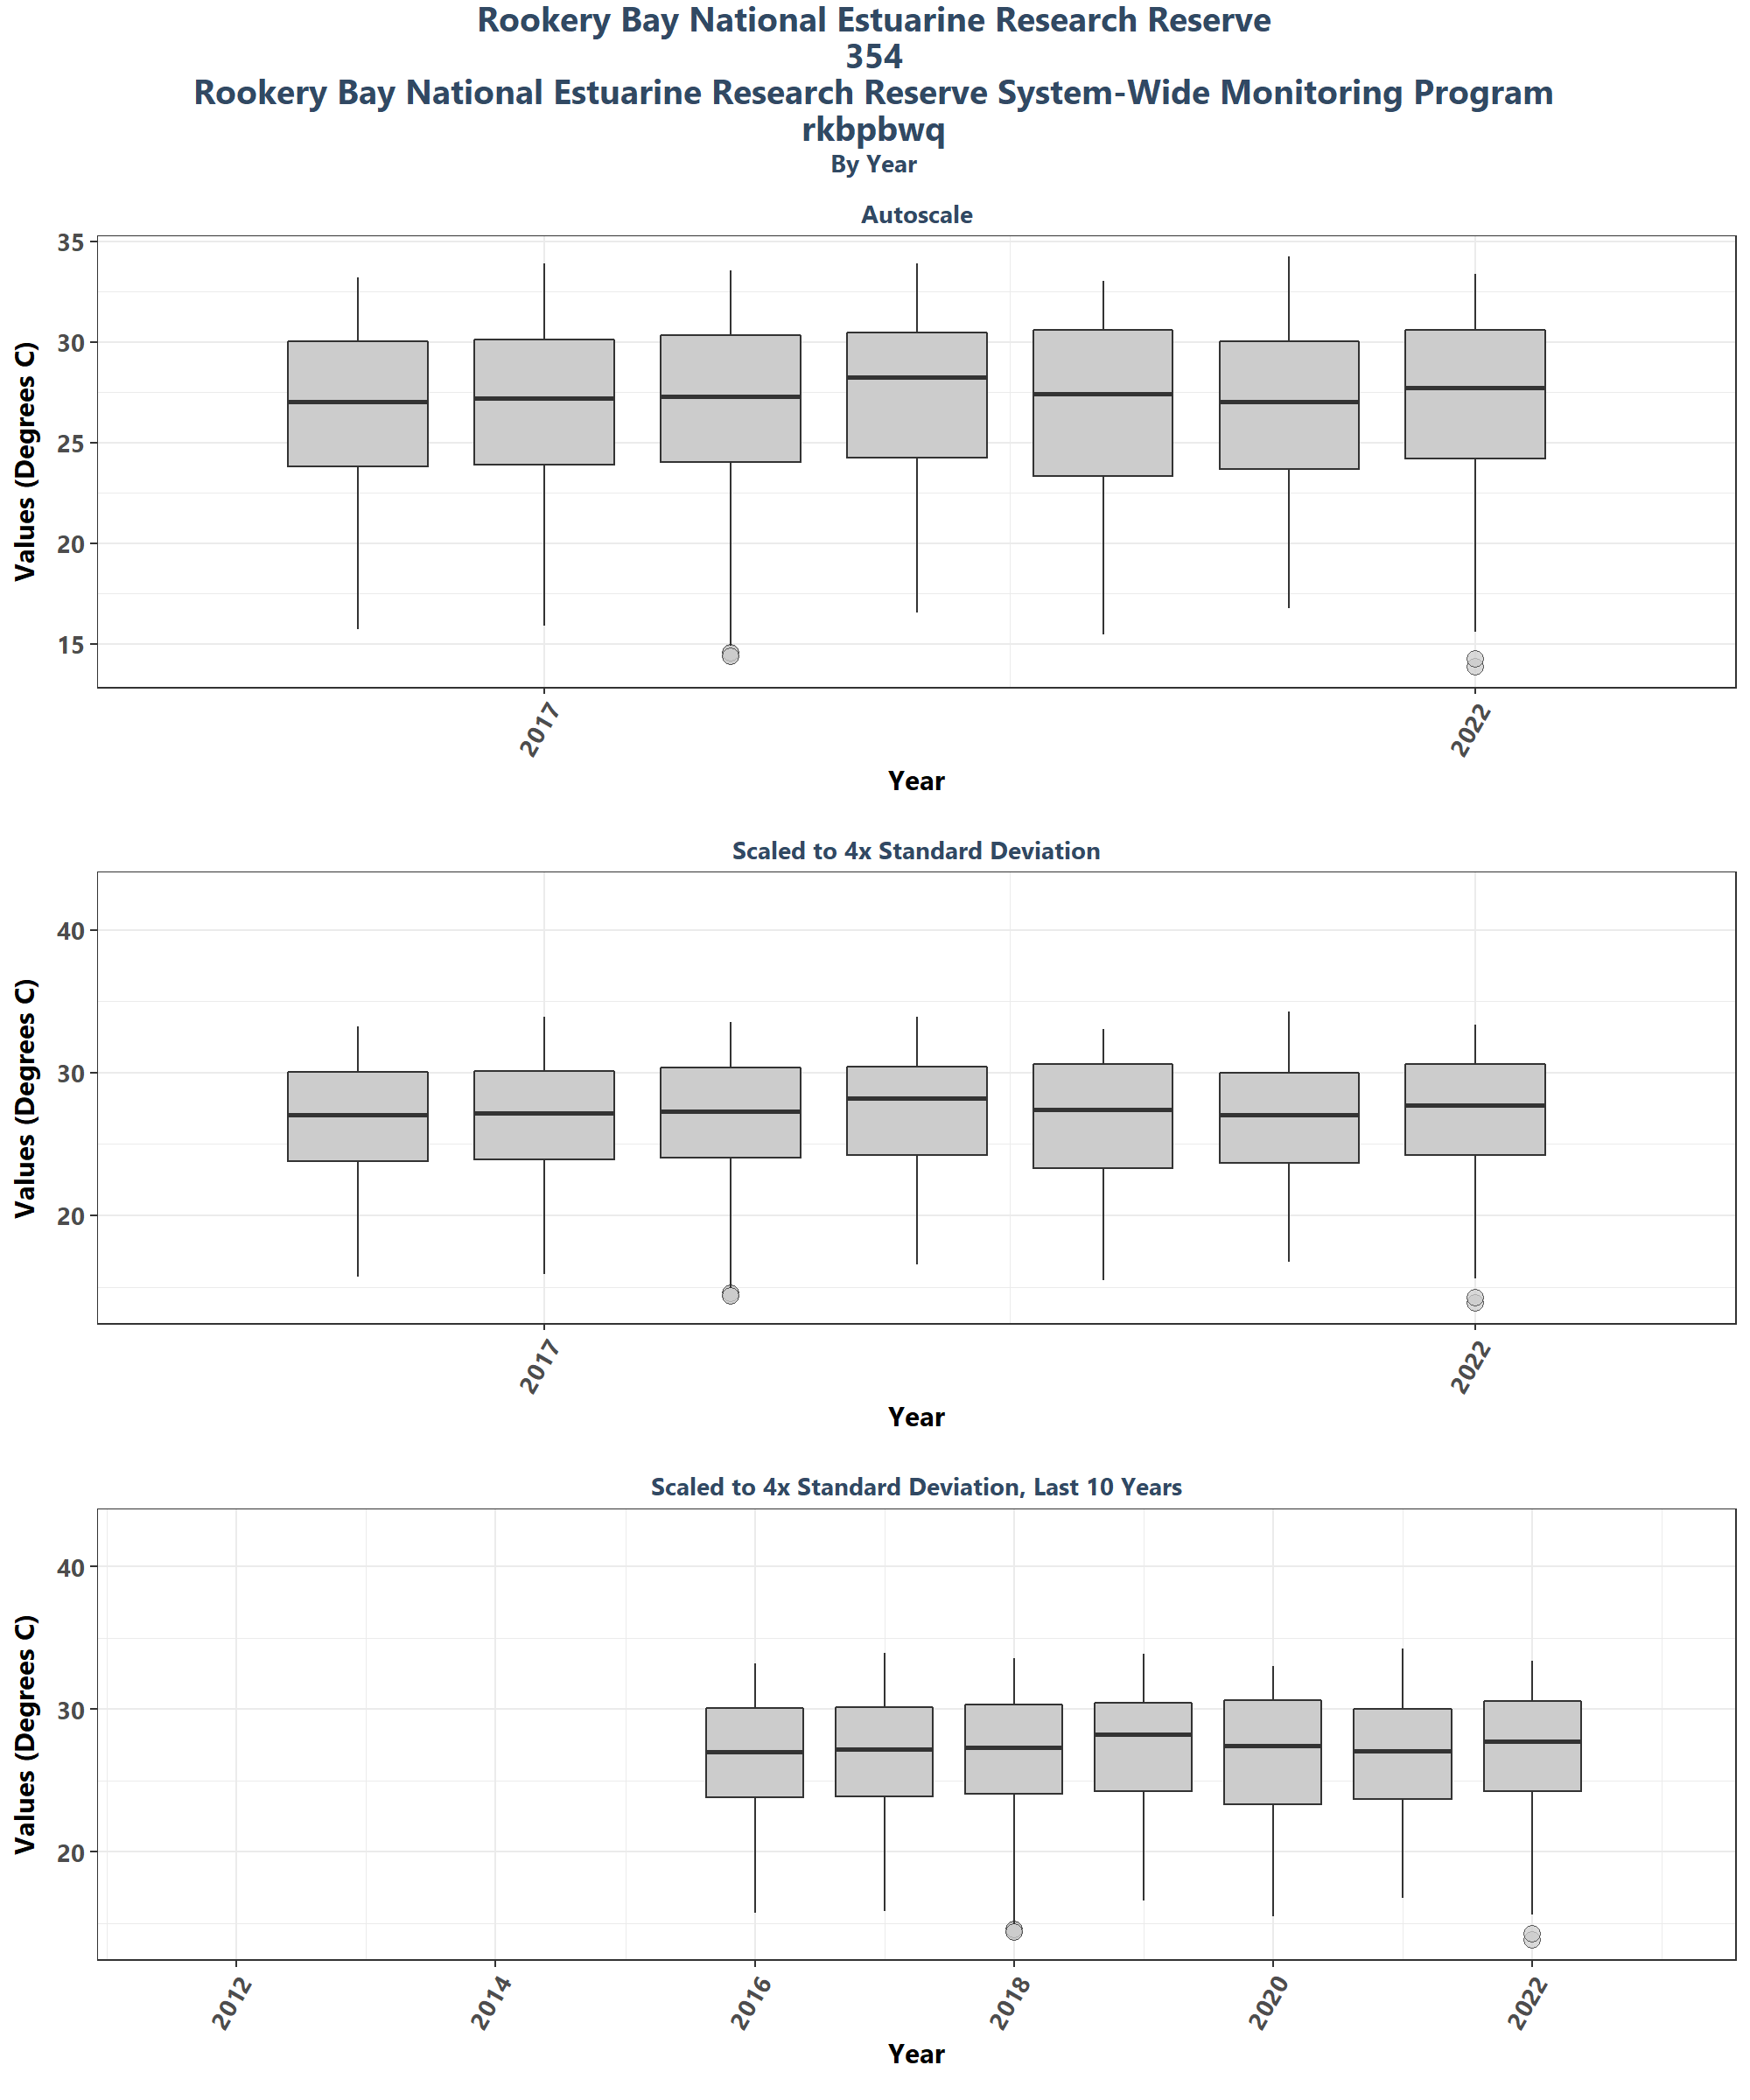 Rookery Bay National Estuarine Research Reserve
354
Rookery Bay National Estuarine Research Reserve System-Wide Monitoring Program
rkbpbwq
By Year
Autoscale
Values (Degrees C)
35
30
25
20
15
2017
2022
Year
Scaled to 4x Standard Deviation
Values (Degrees C)
40
30
20
2017
2022
Year
Scaled to 4x Standard Deviation, Last 10 Years
Values (Degrees C)
40
30
20
2012
2014
2016
2018
2020
2022
Year